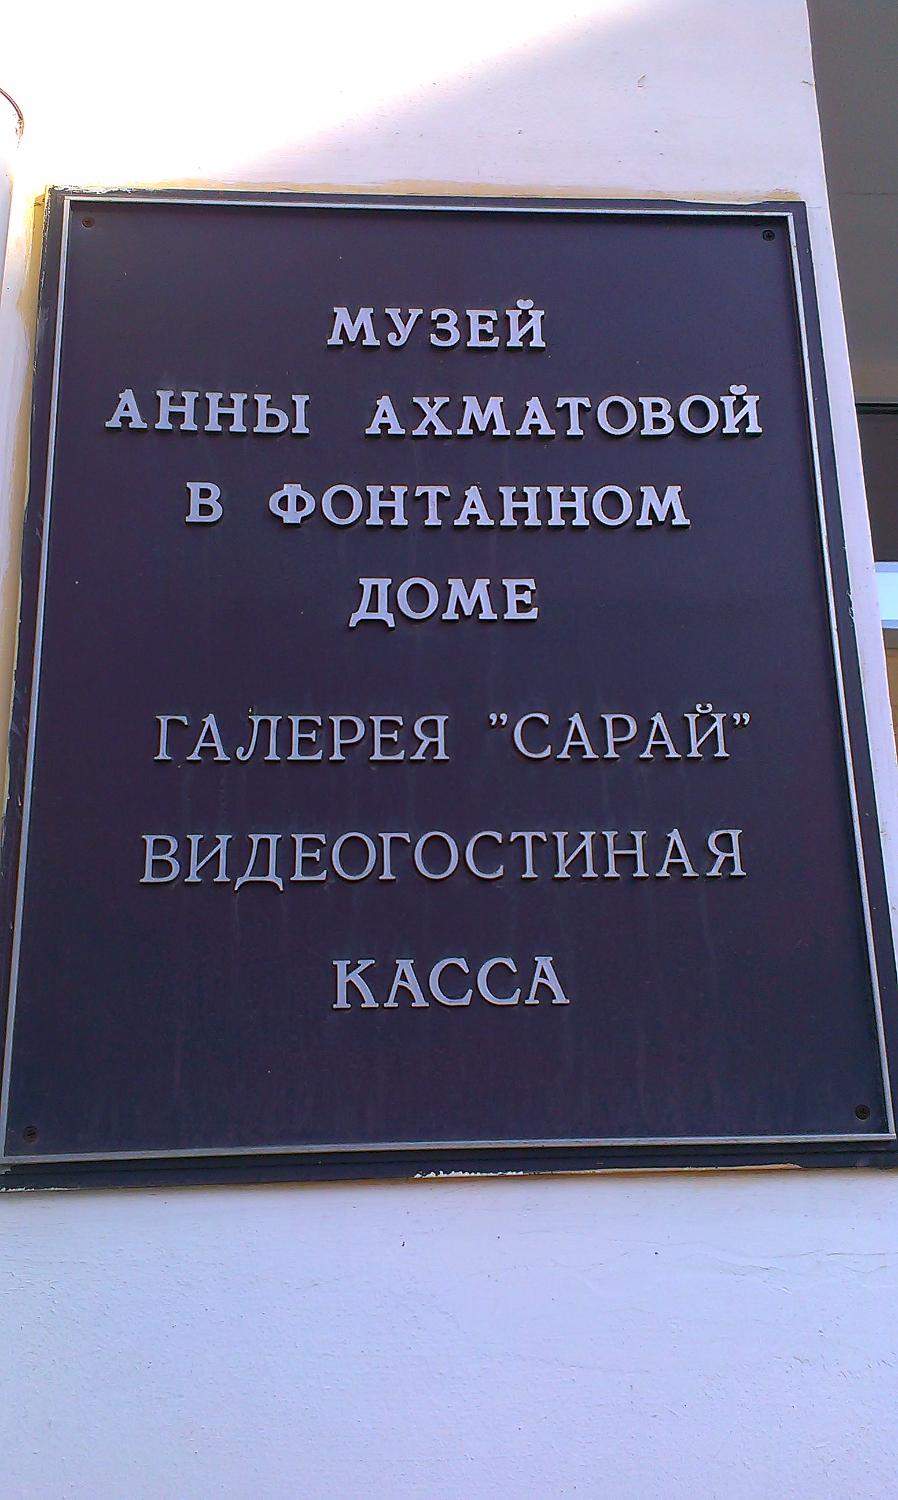 МУЗЕЙ
АННЫ АХМАТОВОЙ
В ФОНТАННОМ
ДОМЕ
ГАЛЕРЕЯ "САРАЙ"
ВИДЕОГОСТИНАЯ
КАССА